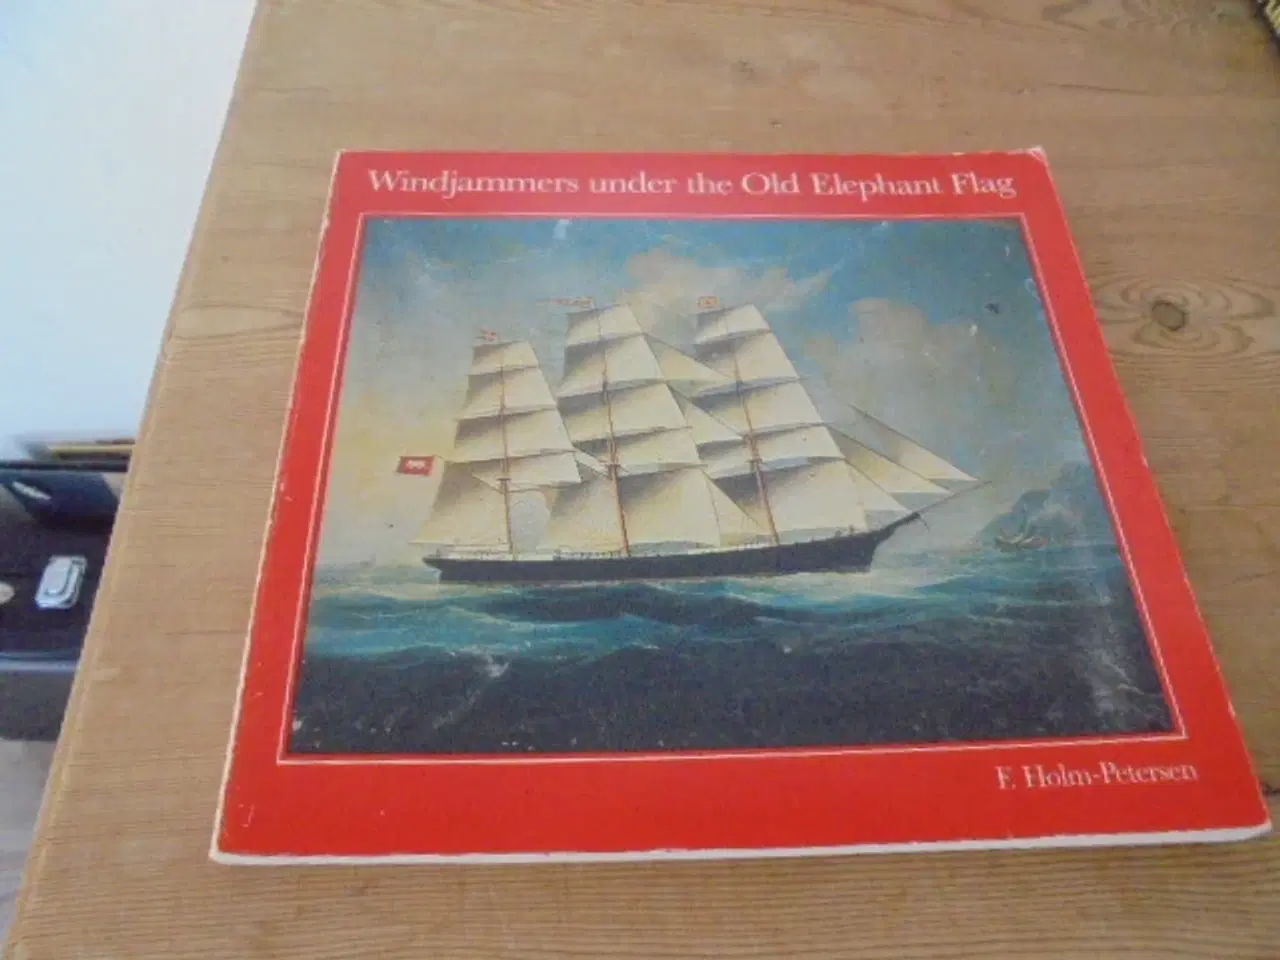 Windjammers under the Old Elephant Flag
F. Holm-Petersen